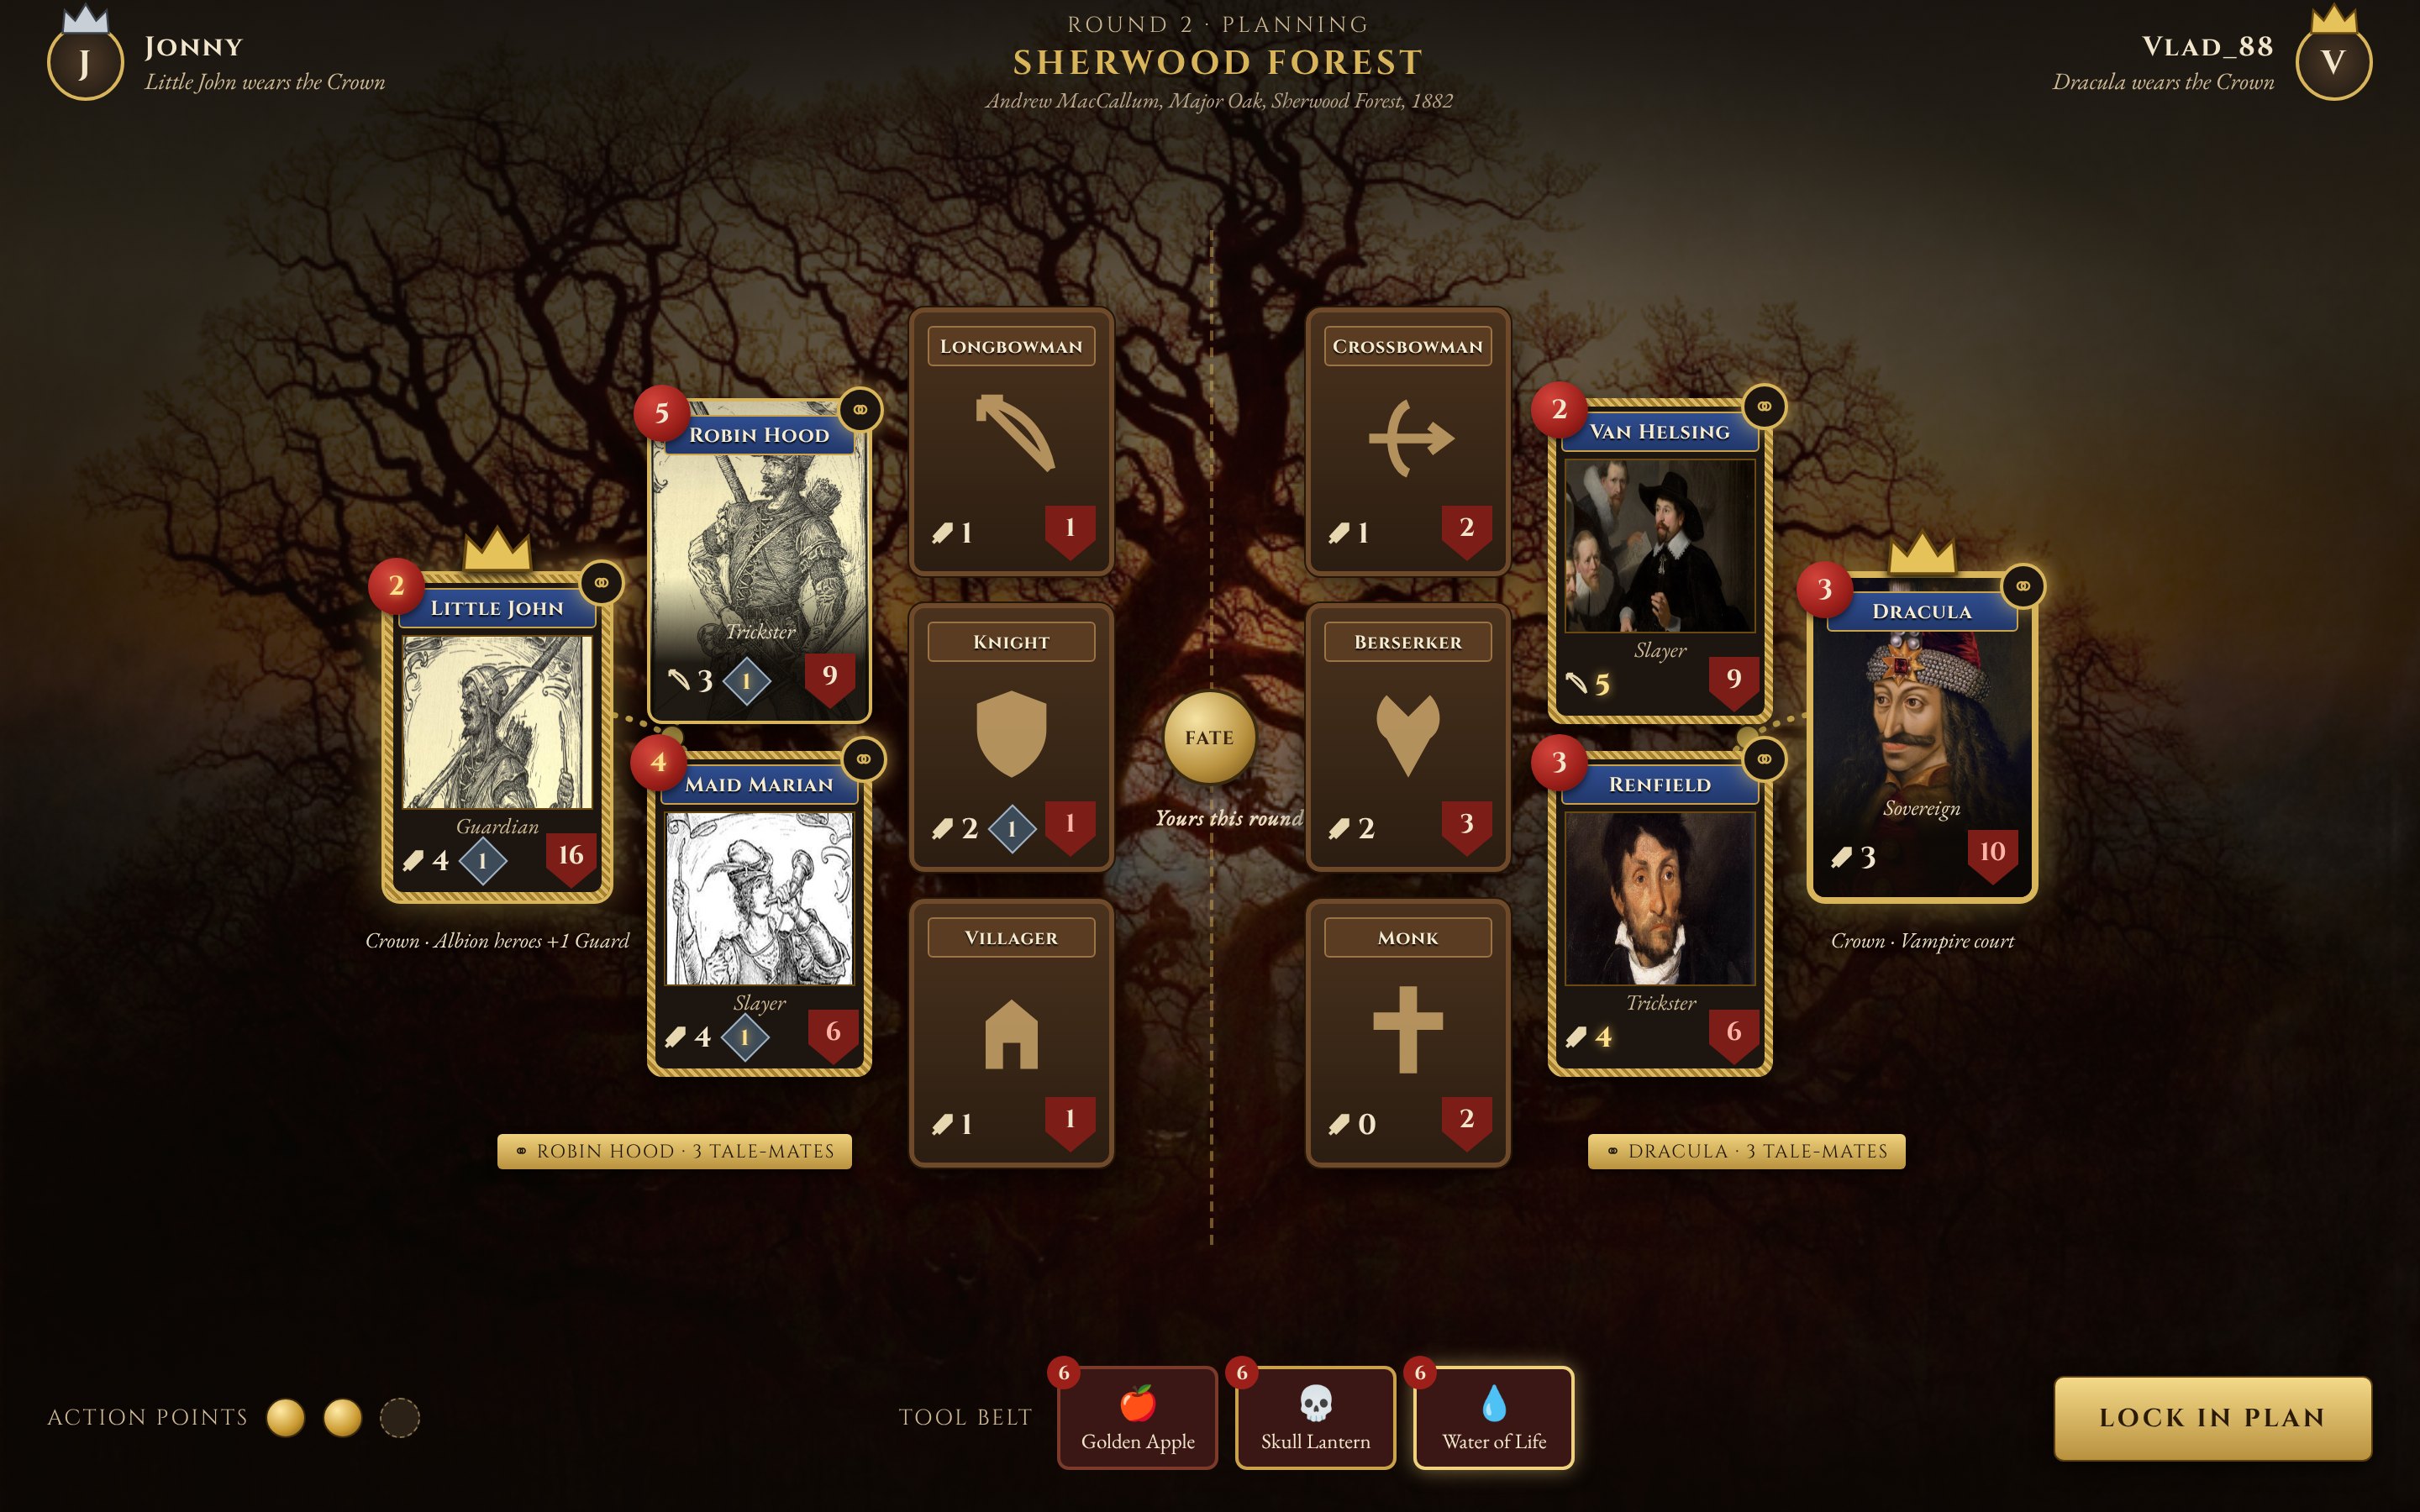 ROUND 2 · PLANNING
SHERWOOD FOREST
Andrew MacCallum, Major Oak, Sherwood Forest, 1882
J
JONNY
Little John wears the Crown
VLAD_88
Dracula wears the Crown
V
2
LITTLE JOHN
Guardian
4 1 16
Crown · Albion heroes +1 Guard
5
ROBIN HOOD
Trickster
3 1 9
4
MAID MARIAN
Slayer
4 1 6
ROBIN HOOD · 3 TALE-MATES
LONGBOWMAN
1 1
KNIGHT
2 1 1
VILLAGER
1 1
FATE
Yours this round
CROSSBOWMAN
1 2
BERSERKER
2 3
MONK
0 2
2
VAN HELSING
Slayer
5 9
3
RENFIELD
Trickster
4 6
3
DRACULA
Sovereign
3 10
Crown · Vampire court
DRACULA · 3 TALE-MATES
ACTION POINTS
TOOL BELT
6
Golden Apple
6
Skull Lantern
6
Water of Life
LOCK IN PLAN